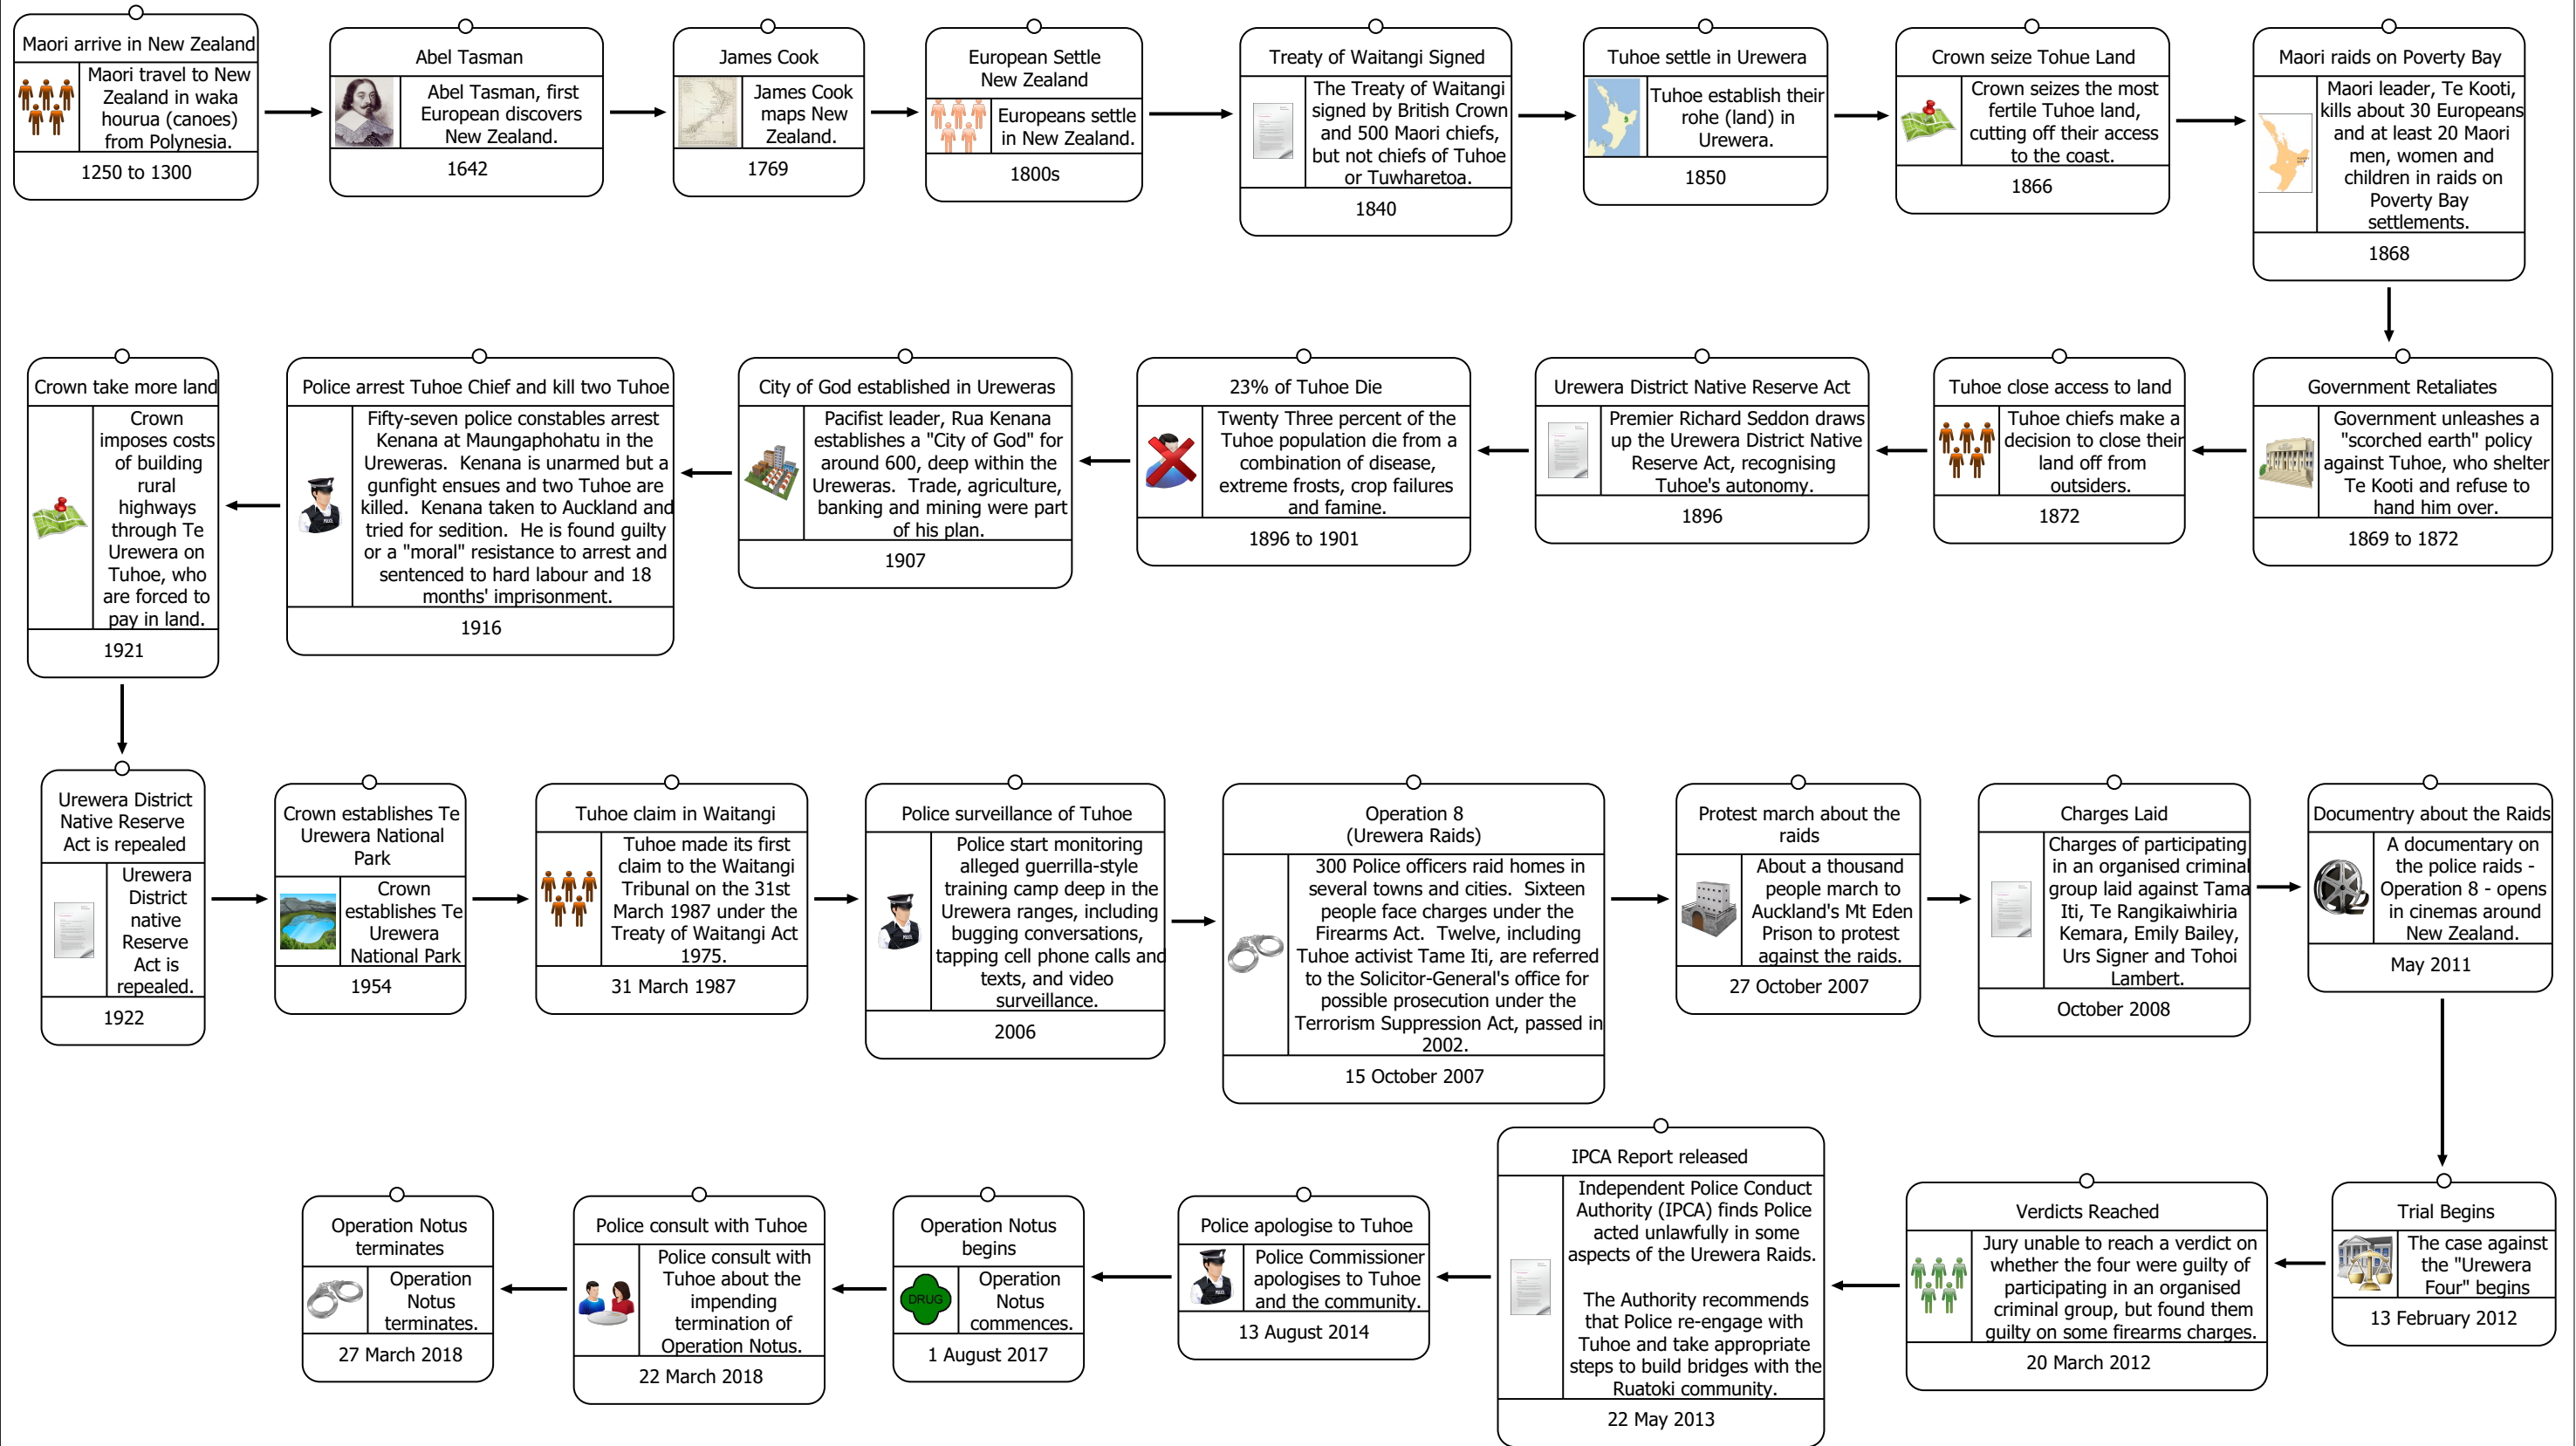 Maori arrive in New Zealand
Maori travel to New
Zealand in waka
hourua (canoes)
from Polynesia.
1250 to 1300
Abel Tasman
Abel Tasman, first
European discovers
New Zealand.
1642
James Cook
James Cook
maps New
Zealand.
1769
European Settle
New Zealand
Europeans settle
in New Zealand.
1800s
Treaty of Waitangi Signed
The Treaty of Waitangi
signed by British Crown
and 500 Maori chiefs,
but not chiefs of Tuhoe
or Tuwharetoa.
1840
Tuhoe settle in Urewera
Tuhoe establish their
rohe (land) in
Urewera.
1850
Crown seize Tohue Land
Crown seizes the most
fertile Tuhoe land,
cutting off their access
to the coast.
1866
Maori raids on Poverty Bay
Maori leader, Te Kooti,
kills about 30 Europeans
and at least 20 Maori
men, women and
children in raids on
Poverty Bay
settlements.
1868
Government Retaliates
Government unleashes a
"scorched earth" policy
against Tuhoe, who shelter
Te Kooti and refuse to
hand him over.
1869 to 1872
Tuhoe close access to land
Tuhoe chiefs make a
decision to close their
land off from
outsiders.
1872
Urewera District Native Reserve Act
Premier Richard Seddon draws
up the Urewera District Native
Reserve Act, recognising
Tuhoe's autonomy.
1896
23% of Tuhoe Die
Twenty Three percent of the
Tuhoe population die from a
combination of disease,
extreme frosts, crop failures
and famine.
1896 to 1901
City of God established in Ureweras
Pacifist leader, Rua Kenana
establishes a "City of God" for
around 600, deep within the
Ureweras.  Trade, agriculture,
banking and mining were part
of his plan.
1907
Police arrest Tuhoe Chief and kill two Tuhoe
Fifty-seven police constables arrest
Kenana at Maungaphohatu in the
Ureweras.  Kenana is unarmed but a
gunfight ensues and two Tuhoe are
killed.  Kenana taken to Auckland and
tried for sedition.  He is found guilty
or a "moral" resistance to arrest and
sentenced to hard labour and 18
months' imprisonment.
1916
Crown take more land
Crown
imposes costs
of building
rural
highways
through Te
Urewera on
Tuhoe, who
are forced to
pay in land.
1921
Urewera District
Native Reserve
Act is repealed
Urewera
District
native
Reserve
Act is
repealed.
1922
Crown establishes Te
Urewera National
Park
Crown
establishes Te
Urewera
National Park
1954
Tuhoe claim in Waitangi
Tuhoe made its first
claim to the Waitangi
Tribunal on the 31st
March 1987 under the
Treaty of Waitangi Act
1975.
31 March 1987
Police surveillance of Tuhoe
Police start monitoring
alleged guerrilla-style
training camp deep in the
Urewera ranges, including
bugging conversations,
tapping cell phone calls and
texts, and video
surveillance.
2006
Operation 8
(Urewera Raids)
300 Police officers raid homes in
several towns and cities.  Sixteen
people face charges under the
Firearms Act.  Twelve, including
Tuhoe activist Tame Iti, are referred
to the Solicitor-General's office for
possible prosecution under the
Terrorism Suppression Act, passed in
2002.
15 October 2007
Protest march about the
raids
About a thousand
people march to
Auckland's Mt Eden
Prison to protest
against the raids.
27 October 2007
Charges Laid
Charges of participating
in an organised criminal
group laid against Tama
Iti, Te Rangikaiwhiria
Kemara, Emily Bailey,
Urs Signer and Tohoi
Lambert.
October 2008
Documentry about the Raids
A documentary on
the police raids -
Operation 8 - opens
in cinemas around
New Zealand.
May 2011
Trial Begins
The case against
the "Urewera
Four" begins
13 February 2012
Verdicts Reached
Jury unable to reach a verdict on
whether the four were guilty of
participating in an organised
criminal group, but found them
guilty on some firearms charges.
20 March 2012
IPCA Report released
Independent Police Conduct
Authority (IPCA) finds Police
acted unlawfully in some
aspects of the Urewera Raids.
The Authority recommends
that Police re-engage with
Tuhoe and take appropriate
steps to build bridges with the
Ruatoki community.
22 May 2013
Police apologise to Tuhoe
Police Commissioner
apologises to Tuhoe
and the community.
13 August 2014
Operation Notus
begins
DRUG
Operation
Notus
commences.
1 August 2017
Police consult with Tuhoe
Police consult with
Tuhoe about the
impending
termination of
Operation Notus.
22 March 2018
Operation Notus
terminates
Operation
Notus
terminates.
27 March 2018